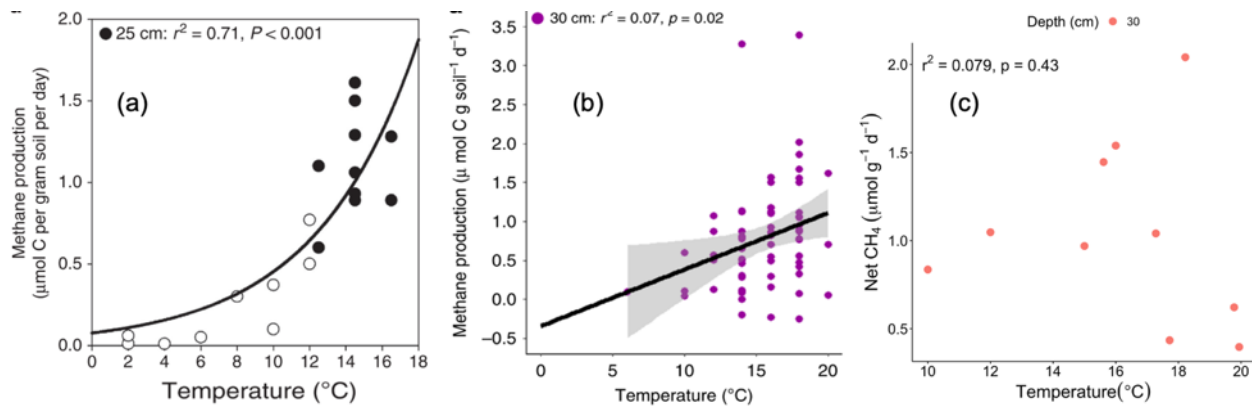 25 cm: r² = 0.71, P < 0.001
(a)
Methane production
(μmol C per gram soil per day)
2.0
1.5
1.0
0.5
0.0
0 2 4 6 8 10 12 14 16 18
Temperature (°C)
30 cm: r² = 0.07, p = 0.02
(b)
Methane production (μ mol C g soil⁻¹ d⁻¹)
3.5
3.0
2.5
2.0
1.5
1.0
0.5
0.0
−0.5
0 5 10 15 20
Temperature (°C)
Depth (cm) 30
r² = 0.079, p = 0.43
(c)
Net CH₄ (μmol g⁻¹ d⁻¹)
2.0
1.5
1.0
0.5
10 12 14 16 18 20
Temperature(°C)